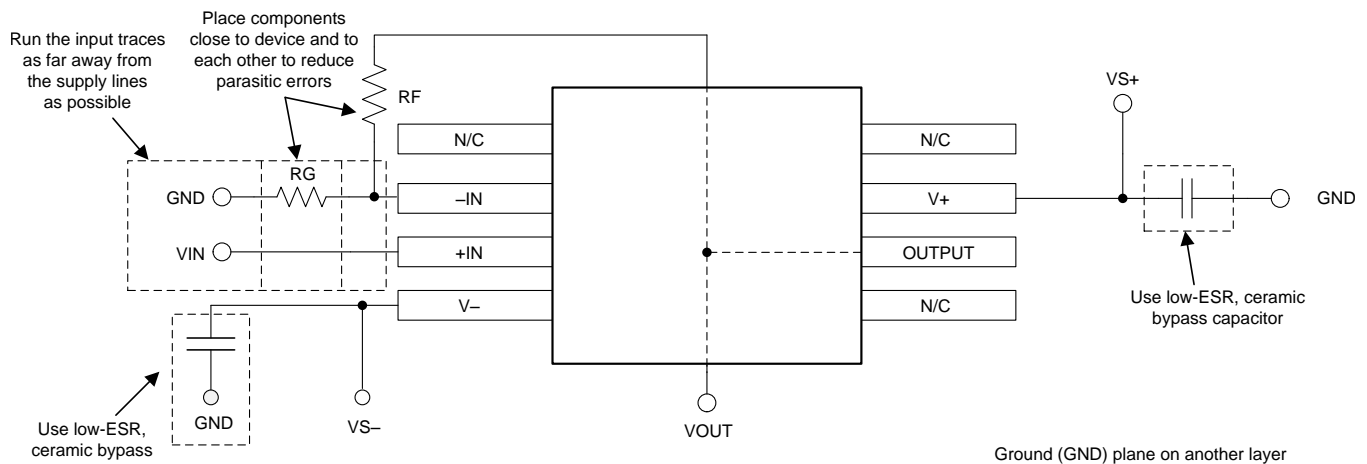 Run the input traces
as far away from
the supply lines
as possible
Place components
close to device and to
each other to reduce
parasitic errors
RF
VS+
N/C
N/C
RG
GND
–IN
V+
GND
VIN
+IN
OUTPUT
V–
N/C
Use low-ESR, ceramic
bypass capacitor
GND
VS–
VOUT
Use low-ESR,
ceramic bypass
Ground (GND) plane on another layer